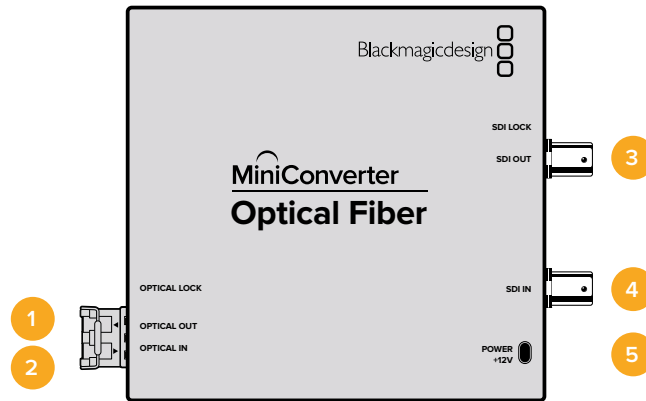 Blackmagicdesign
SDI LOCK
SDI OUT
3
MiniConverter
Optical Fiber
OPTICAL LOCK
SDI IN
4
1
OPTICAL OUT
2
OPTICAL IN
POWER
+12V
5